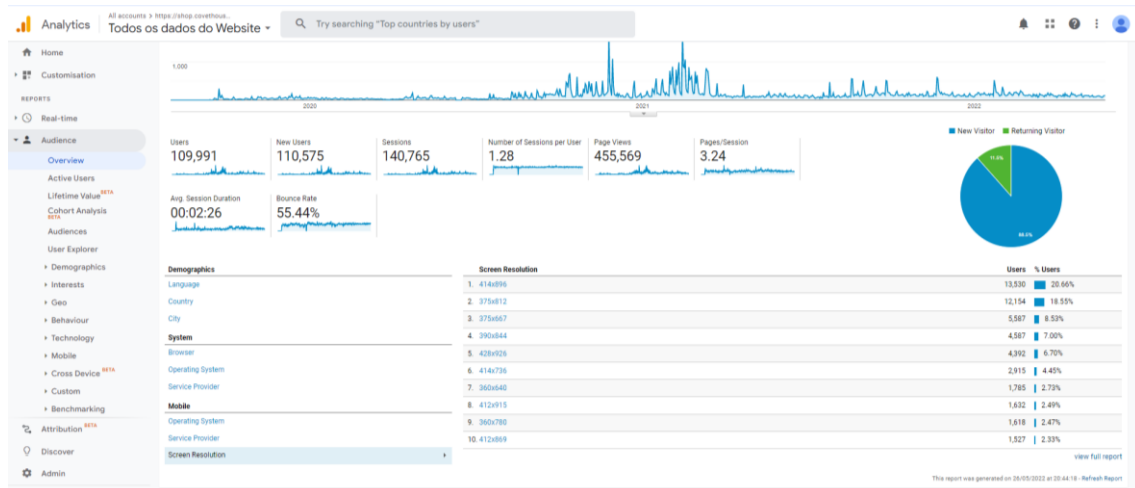 Analytics
All accounts > https://shop.covethous...
Todos os dados do Website
Try searching "Top countries by users"
Home
Customisation
REPORTS
Real-time
Audience
Overview
Active Users
Lifetime Value BETA
Cohort Analysis
BETA
Audiences
User Explorer
Demographics
Interests
Geo
Behaviour
Technology
Mobile
Cross Device BETA
Custom
Benchmarking
Attribution BETA
Discover
Admin
1,000
2020 2021 2022
New Visitor Returning Visitor
Users
109,991
New Users
110,575
Sessions
140,765
Number of Sessions per User
1.28
Page Views
455,569
Pages/Session
3.24
Avg. Session Duration
00:02:26
Bounce Rate
55.44%
Demographics
Language
Country
City
System
Browser
Operating System
Service Provider
Mobile
Operating System
Service Provider
Screen Resolution
Screen Resolution Users % Users
1. 414x896 13,530 20.66%
2. 375x812 12,154 18.55%
3. 375x667 5,587 8.53%
4. 390x844 4,587 7.00%
5. 428x926 4,392 6.70%
6. 414x736 2,915 4.45%
7. 360x640 1,785 2.73%
8. 412x915 1,632 2.49%
9. 360x780 1,618 2.47%
10. 412x869 1,527 2.33%
view full report
This report was generated on 26/05/2022 at 20:44:18 - Refresh Report